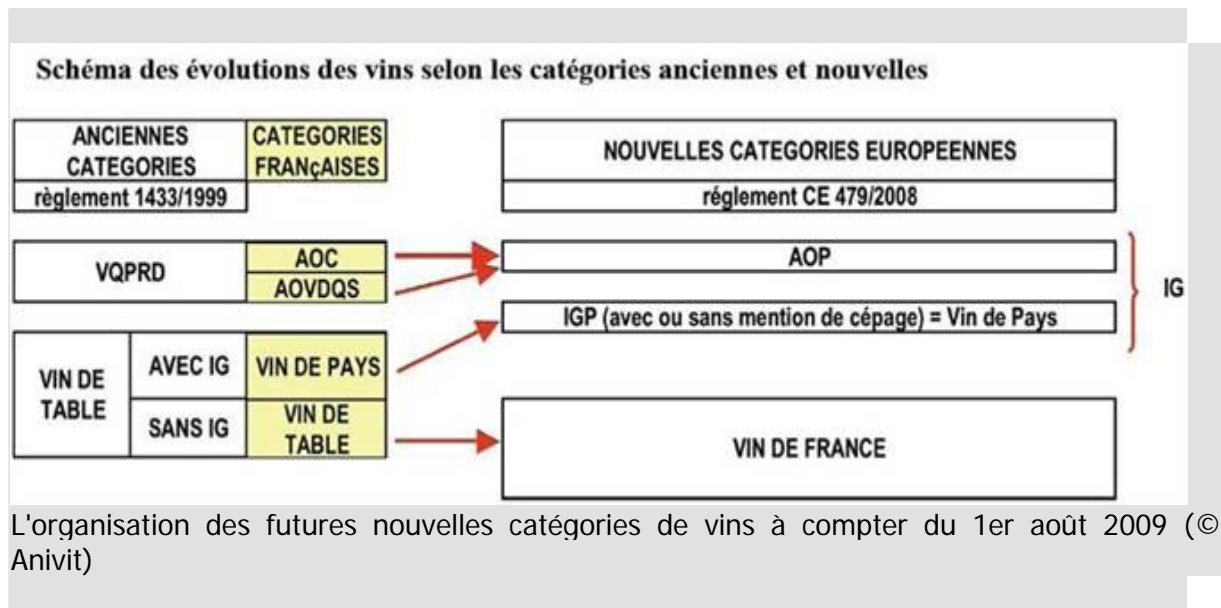 Schéma des évolutions des vins selon les catégories anciennes et nouvelles
ANCIENNES
CATEGORIES
règlement 1433/1999
CATEGORIES
FRANçAISES
NOUVELLES CATEGORIES EUROPEENNES
réglement CE 479/2008
VQPRD
AOC
AOVDQS
AOP
IGP (avec ou sans mention de cépage) = Vin de Pays
IG
VIN DE
TABLE
AVEC IG
VIN DE PAYS
SANS IG
VIN DE
TABLE
VIN DE FRANCE
L'organisation des futures nouvelles catégories de vins à compter du 1er août 2009 (©
Anivit)